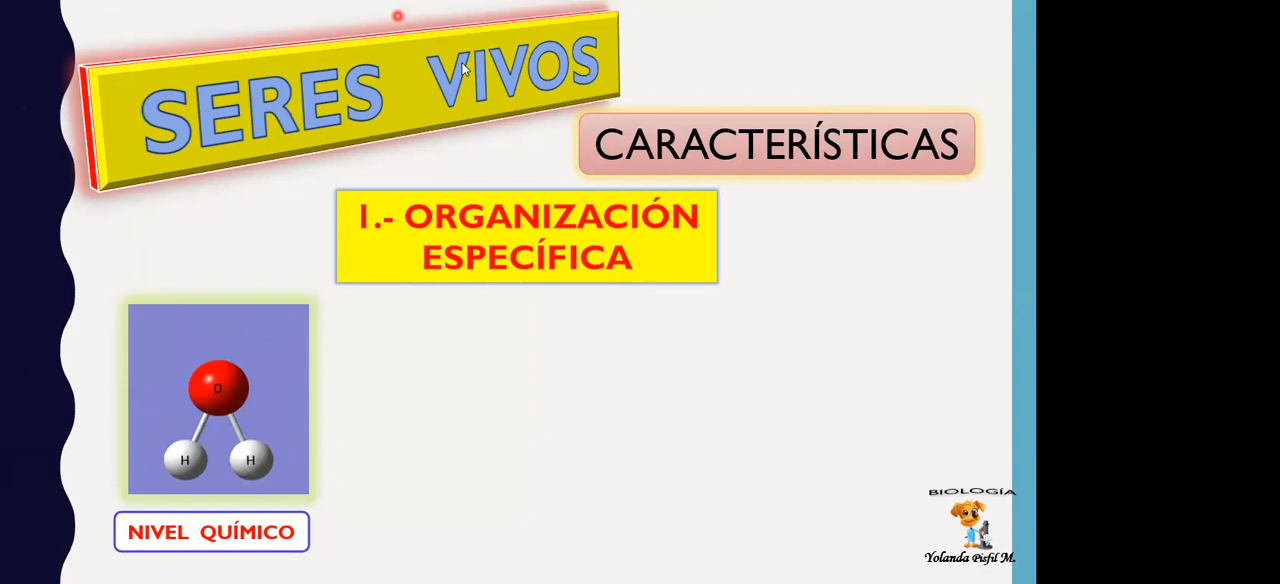 SERES VIVOS
CARACTERÍSTICAS
1.- ORGANIZACIÓN
ESPECÍFICA
O
H H
NIVEL QUÍMICO
BIOLOGÍA
Yolanda Pisfil M.